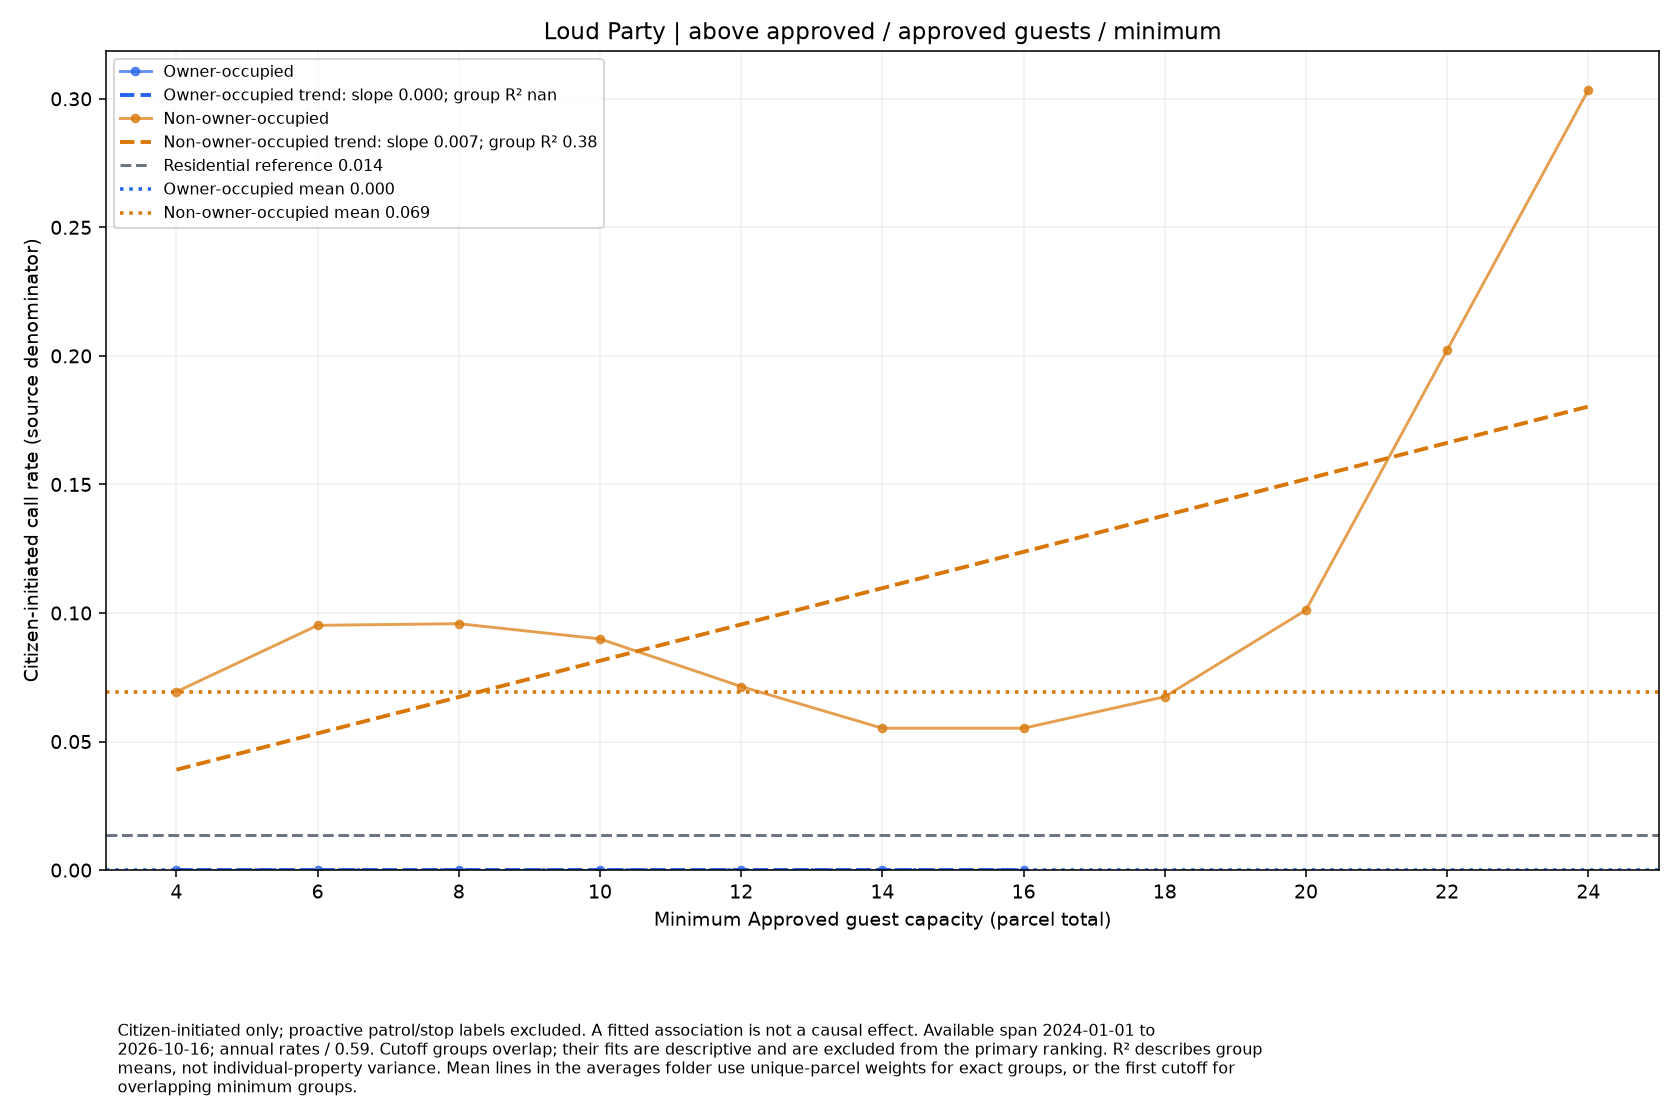 Loud Party | above approved / approved guests / minimum
Owner-occupied
Owner-occupied trend: slope 0.000; group R² nan
Non-owner-occupied
Non-owner-occupied trend: slope 0.007; group R² 0.38
Residential reference 0.014
Owner-occupied mean 0.000
Non-owner-occupied mean 0.069
Citizen-initiated call rate (source denominator)
0.30
0.25
0.20
0.15
0.10
0.05
0.00
4 6 8 10 12 14 16 18 20 22 24
Minimum Approved guest capacity (parcel total)
Citizen-initiated only; proactive patrol/stop labels excluded. A fitted association is not a causal effect. Available span 2024-01-01 to
2026-10-16; annual rates / 0.59. Cutoff groups overlap; their fits are descriptive and are excluded from the primary ranking. R² describes group
means, not individual-property variance. Mean lines in the averages folder use unique-parcel weights for exact groups, or the first cutoff for
overlapping minimum groups.